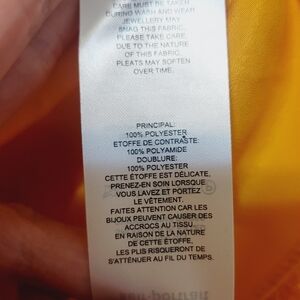 CARE MUST BE TAKEN
DURING WASH AND WEAR
JEWELLERY MAY
SNAG THIS FABRIC.
PLEASE TAKE CARE.
DUE TO THE NATURE
OF THIS FABRIC,
PLEATS MAY SOFTEN
OVER TIME.
PRINCIPAL:
100% POLYESTER
ETOFFE DE CONTRASTE:
100% POLYAMIDE
DOUBLURE:
100% POLYESTER
CETTE ÉTOFFE EST DÉLICATE,
PRENEZ-EN SOIN LORSQUE
VOUS LAVEZ ET PORTEZ
LE VÊTEMENT.
FAITES ATTENTION CAR LES
BIJOUX PEUVENT CAUSER DES
ACCROCS AU TISSU.
EN RAISON DE LA NATURE
DE CETTE ÉTOFFE,
LES PLIS RISQUERONT DE
S'ATTÉNUER AU FIL DU TEMPS.